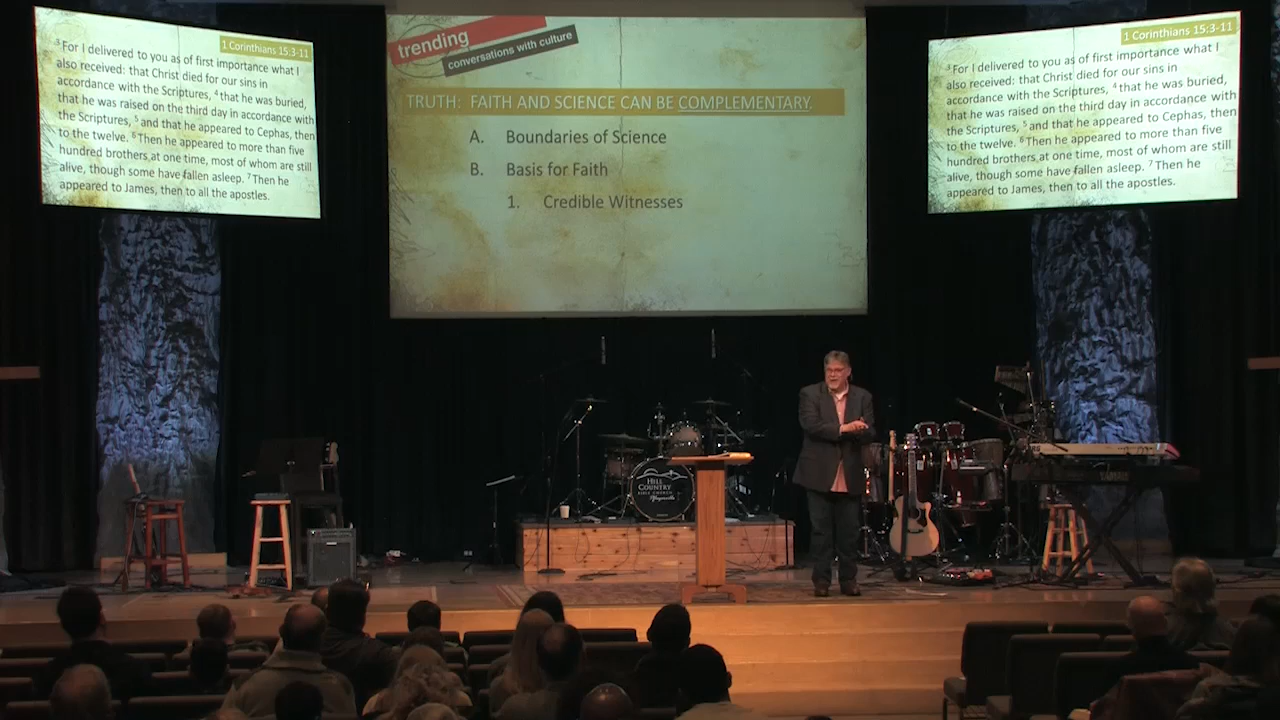 1 Corinthians 15:3-11
3 For I delivered to you as of first importance what I
also received: that Christ died for our sins in
accordance with the Scriptures, 4 that he was buried,
that he was raised on the third day in accordance with
the Scriptures, 5 and that he appeared to Cephas, then
to the twelve. 6 Then he appeared to more than five
hundred brothers at one time, most of whom are still
alive, though some have fallen asleep. 7 Then he
appeared to James, then to all the apostles.
trending
conversations with culture
TRUTH: FAITH AND SCIENCE CAN BE COMPLEMENTARY.
A. Boundaries of Science
B. Basis for Faith
1. Credible Witnesses
1 Corinthians 15:3-11
3 For I delivered to you as of first importance what I
also received: that Christ died for our sins in
accordance with the Scriptures, 4 that he was buried,
that he was raised on the third day in accordance with
the Scriptures, 5 and that he appeared to Cephas, then
to the twelve. 6 Then he appeared to more than five
hundred brothers at one time, most of whom are still
alive, though some have fallen asleep. 7 Then he
appeared to James, then to all the apostles.
HILL
COUNTRY
BIBLE CHURCH
Pflugerville
YAMAHA